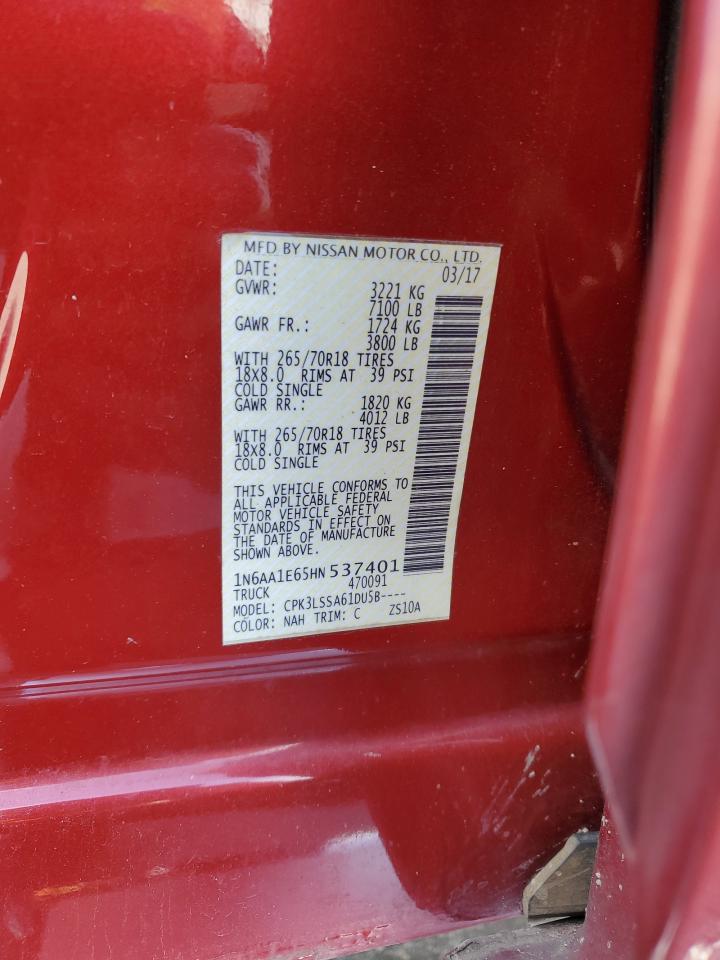 MFD BY NISSAN MOTOR CO., LTD.
DATE: 03/17
GVWR: 3221 KG
7100 LB
GAWR FR.: 1724 KG
3800 LB
WITH 265/70R18 TIRES
18X8.0 RIMS AT 39 PSI
COLD SINGLE
GAWR RR.: 1820 KG
4012 LB
WITH 265/70R18 TIRES
18X8.0 RIMS AT 39 PSI
COLD SINGLE
THIS VEHICLE CONFORMS TO
ALL APPLICABLE FEDERAL
MOTOR VEHICLE SAFETY
STANDARDS IN EFFECT ON
THE DATE OF MANUFACTURE
SHOWN ABOVE.
1N6AA1E65HN537401
TRUCK 470091
MODEL: CPK3LSSA61DU5B----
COLOR: NAH TRIM: C ZS10A